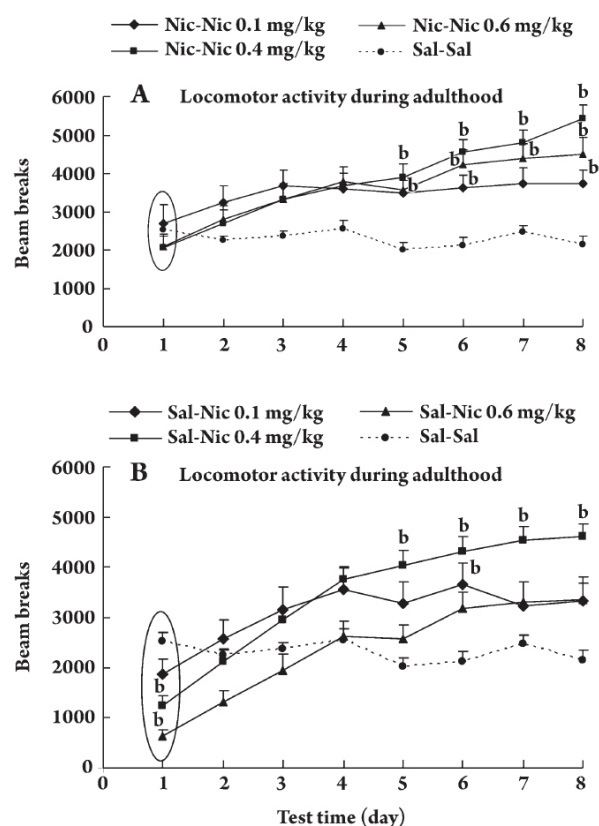 Nic-Nic 0.1 mg/kg Nic-Nic 0.6 mg/kg
Nic-Nic 0.4 mg/kg Sal-Sal
A Locomotor activity during adulthood
6000
5000
4000
3000
2000
1000
0
Beam breaks
b b b b b b b b b b b
0 1 2 3 4 5 6 7 8
Sal-Nic 0.1 mg/kg Sal-Nic 0.6 mg/kg
Sal-Nic 0.4 mg/kg Sal-Sal
B Locomotor activity during adulthood
6000
5000
4000
3000
2000
1000
0
Beam breaks
b b b b b b b
0 1 2 3 4 5 6 7 8
Test time (day)